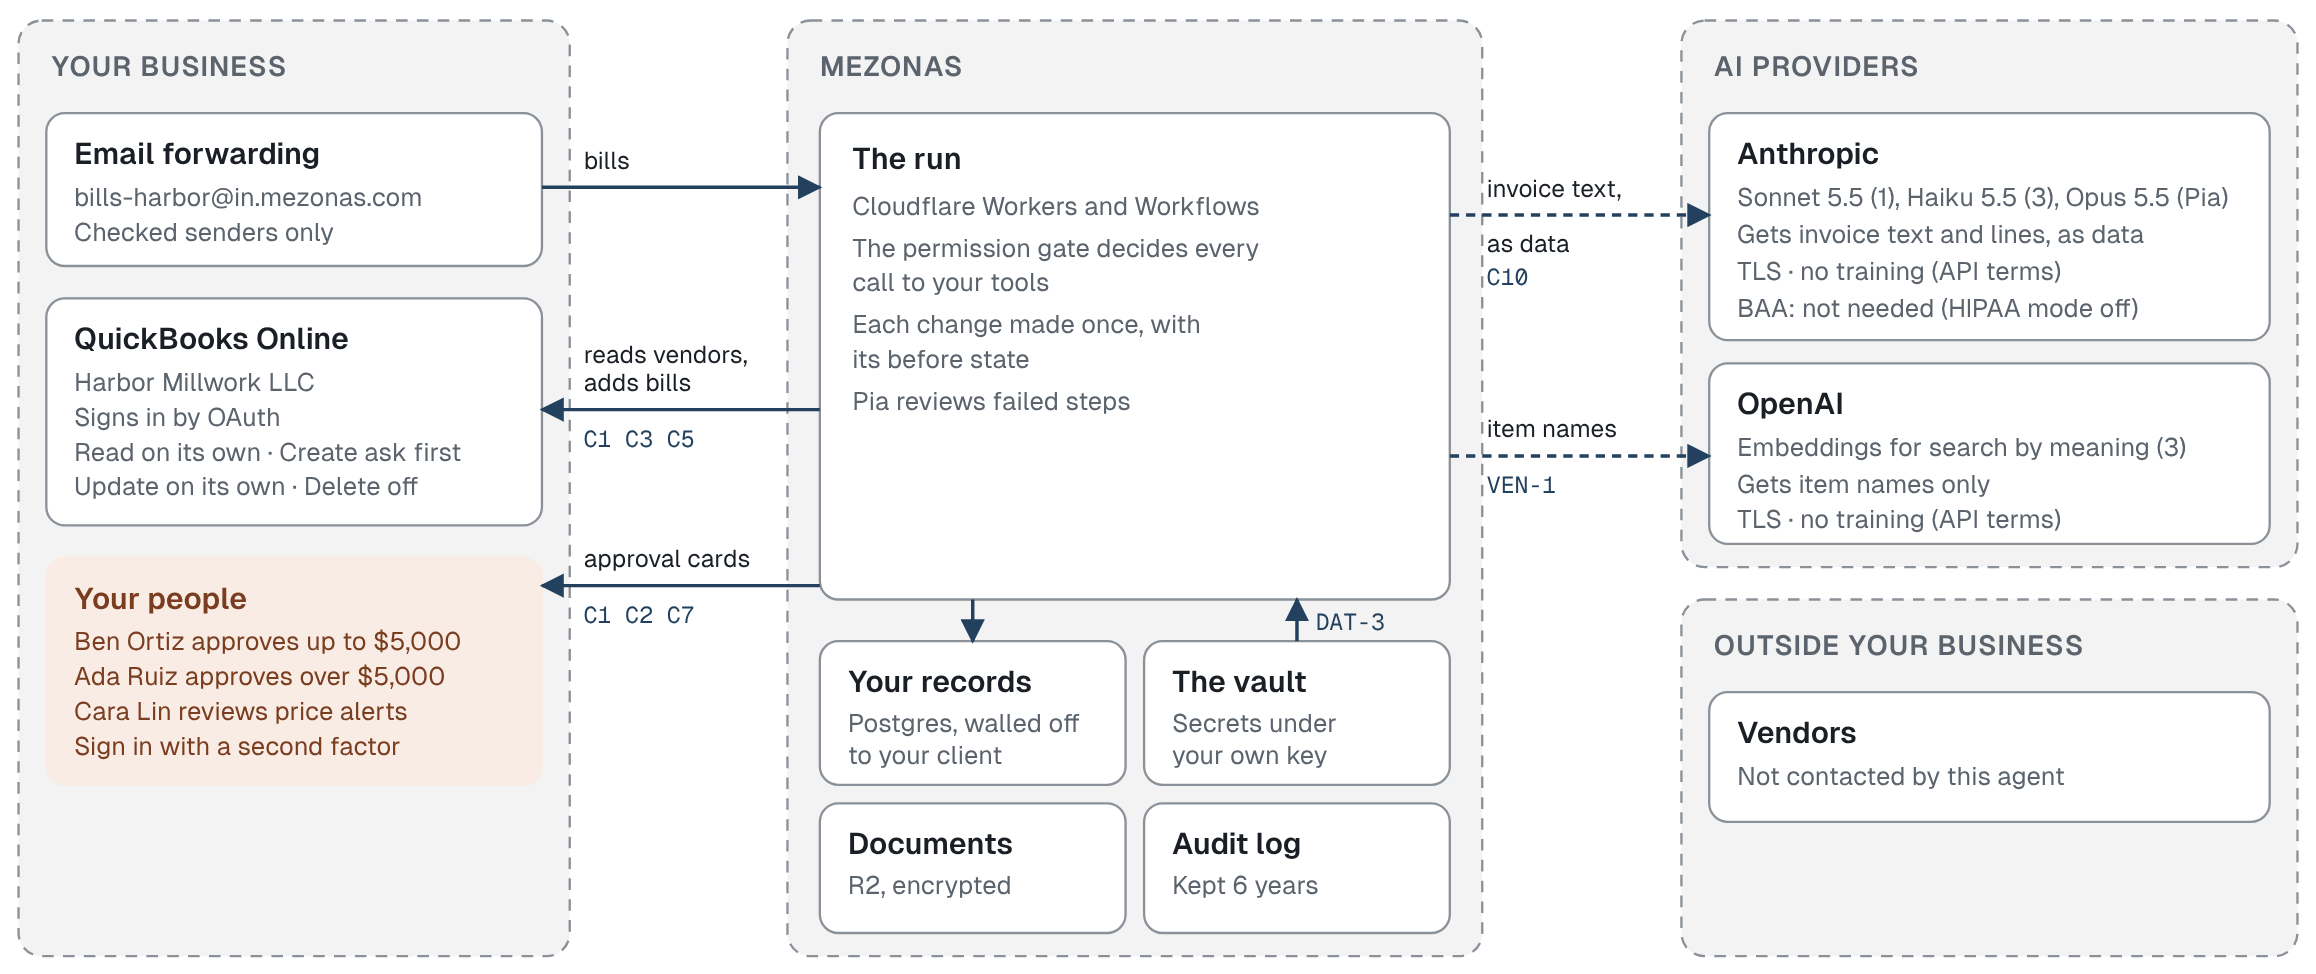 YOUR BUSINESS
Email forwarding
bills-harbor@in.mezonas.com
Checked senders only
QuickBooks Online
Harbor Millwork LLC
Signs in by OAuth
Read on its own · Create ask first
Update on its own · Delete off
Your people
Ben Ortiz approves up to $5,000
Ada Ruiz approves over $5,000
Cara Lin reviews price alerts
Sign in with a second factor
bills
reads vendors,
adds bills
C1 C3 C5
approval cards
C1 C2 C7
MEZONAS
The run
Cloudflare Workers and Workflows
The permission gate decides every
call to your tools
Each change made once, with
its before state
Pia reviews failed steps
DAT-3
Your records
Postgres, walled off
to your client
The vault
Secrets under
your own key
Documents
R2, encrypted
Audit log
Kept 6 years
invoice text,
as data
C10
item names
VEN-1
AI PROVIDERS
Anthropic
Sonnet 5.5 (1), Haiku 5.5 (3), Opus 5.5 (Pia)
Gets invoice text and lines, as data
TLS · no training (API terms)
BAA: not needed (HIPAA mode off)
OpenAI
Embeddings for search by meaning (3)
Gets item names only
TLS · no training (API terms)
OUTSIDE YOUR BUSINESS
Vendors
Not contacted by this agent